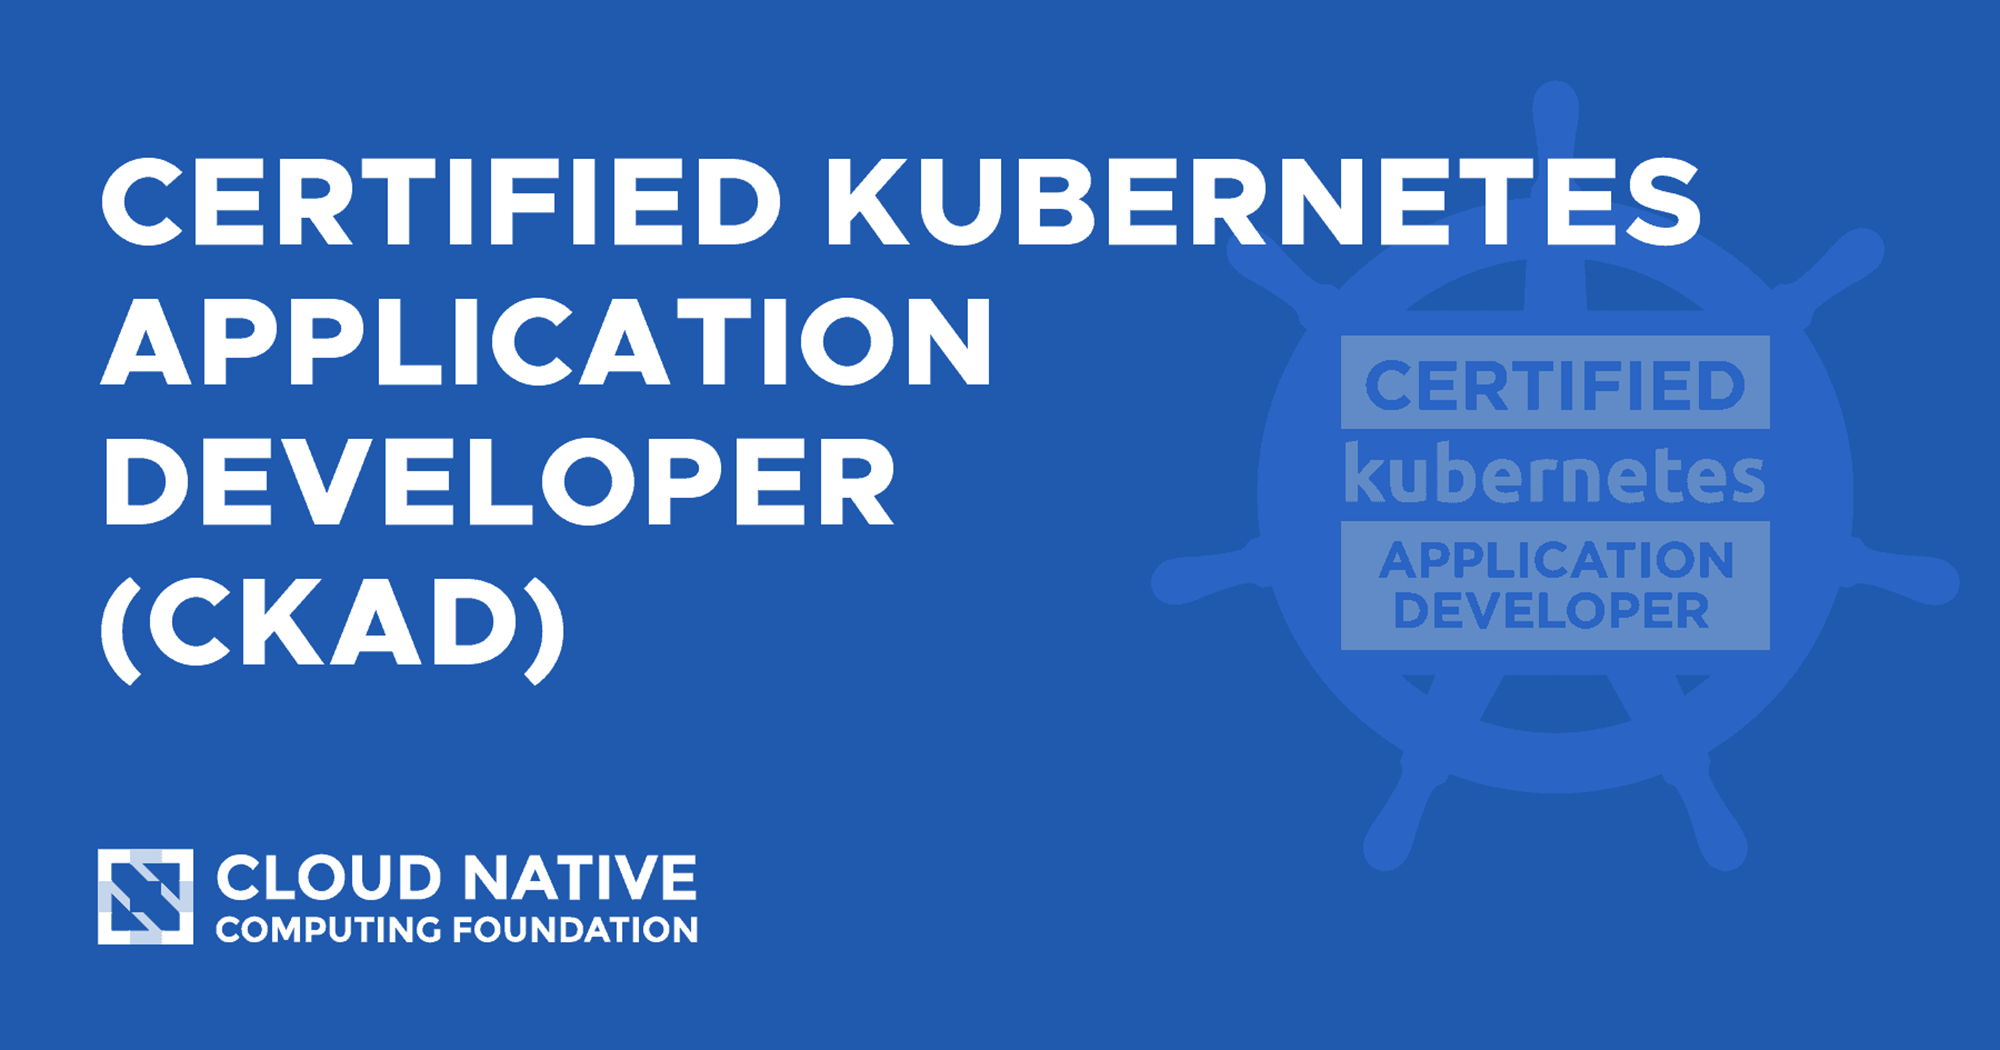 CERTIFIED KUBERNETES
APPLICATION
DEVELOPER
(CKAD)
CERTIFIED
kubernetes
APPLICATION
DEVELOPER
CLOUD NATIVE
COMPUTING FOUNDATION